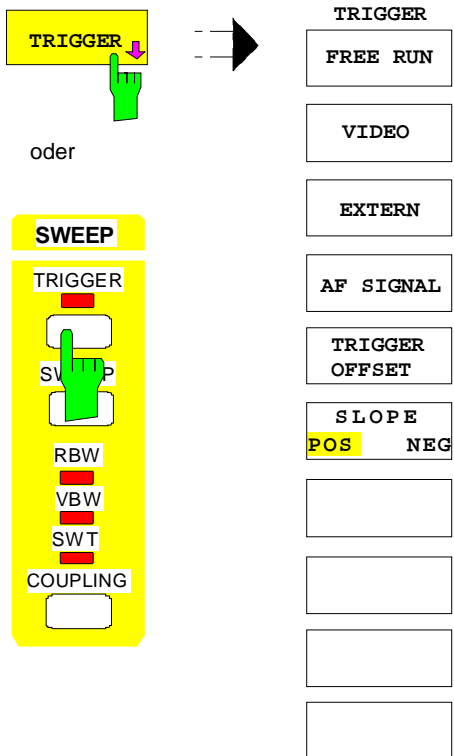 TRIGGER
oder
SWEEP
TRIGGER
RBW
VBW
SWT
COUPLING
TRIGGER
FREE RUN
VIDEO
EXTERN
AF SIGNAL
TRIGGER
OFFSET
SLOPE
POS NEG